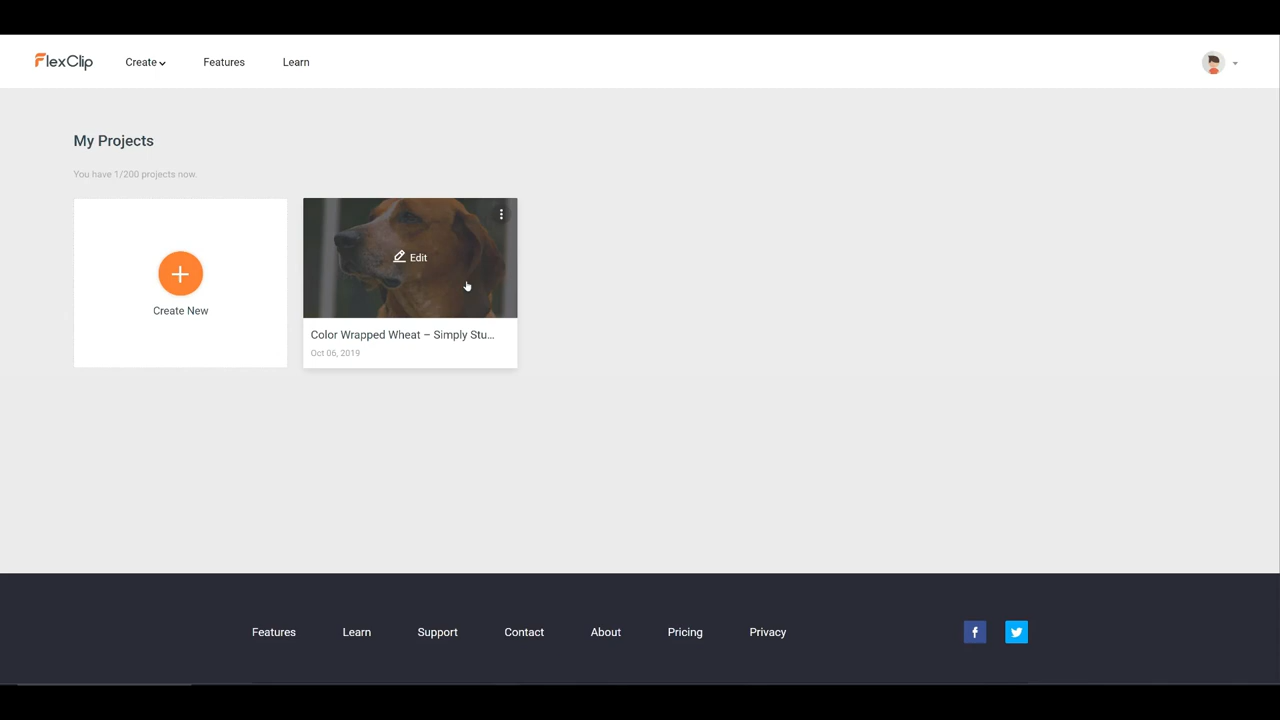 FlexClip
Create
Features
Learn
My Projects
You have 1/200 projects now.
Edit
Create New
Color Wrapped Wheat – Simply Stu...
Oct 06, 2019
Features
Learn
Support
Contact
About
Pricing
Privacy